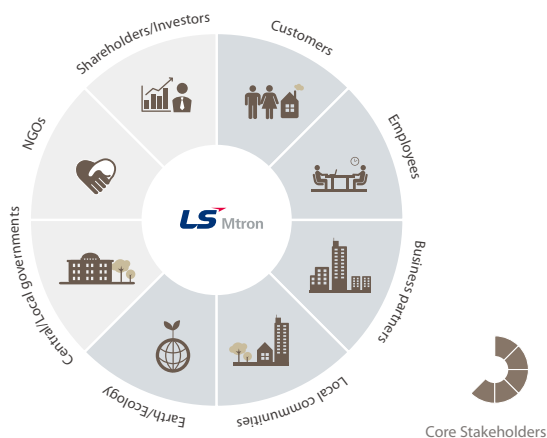 Shareholders/Investors
Customers
Employees
Business partners
Local communities
Earth/Ecology
Central/Local governments
NGOs
LS Mtron
Core Stakeholders